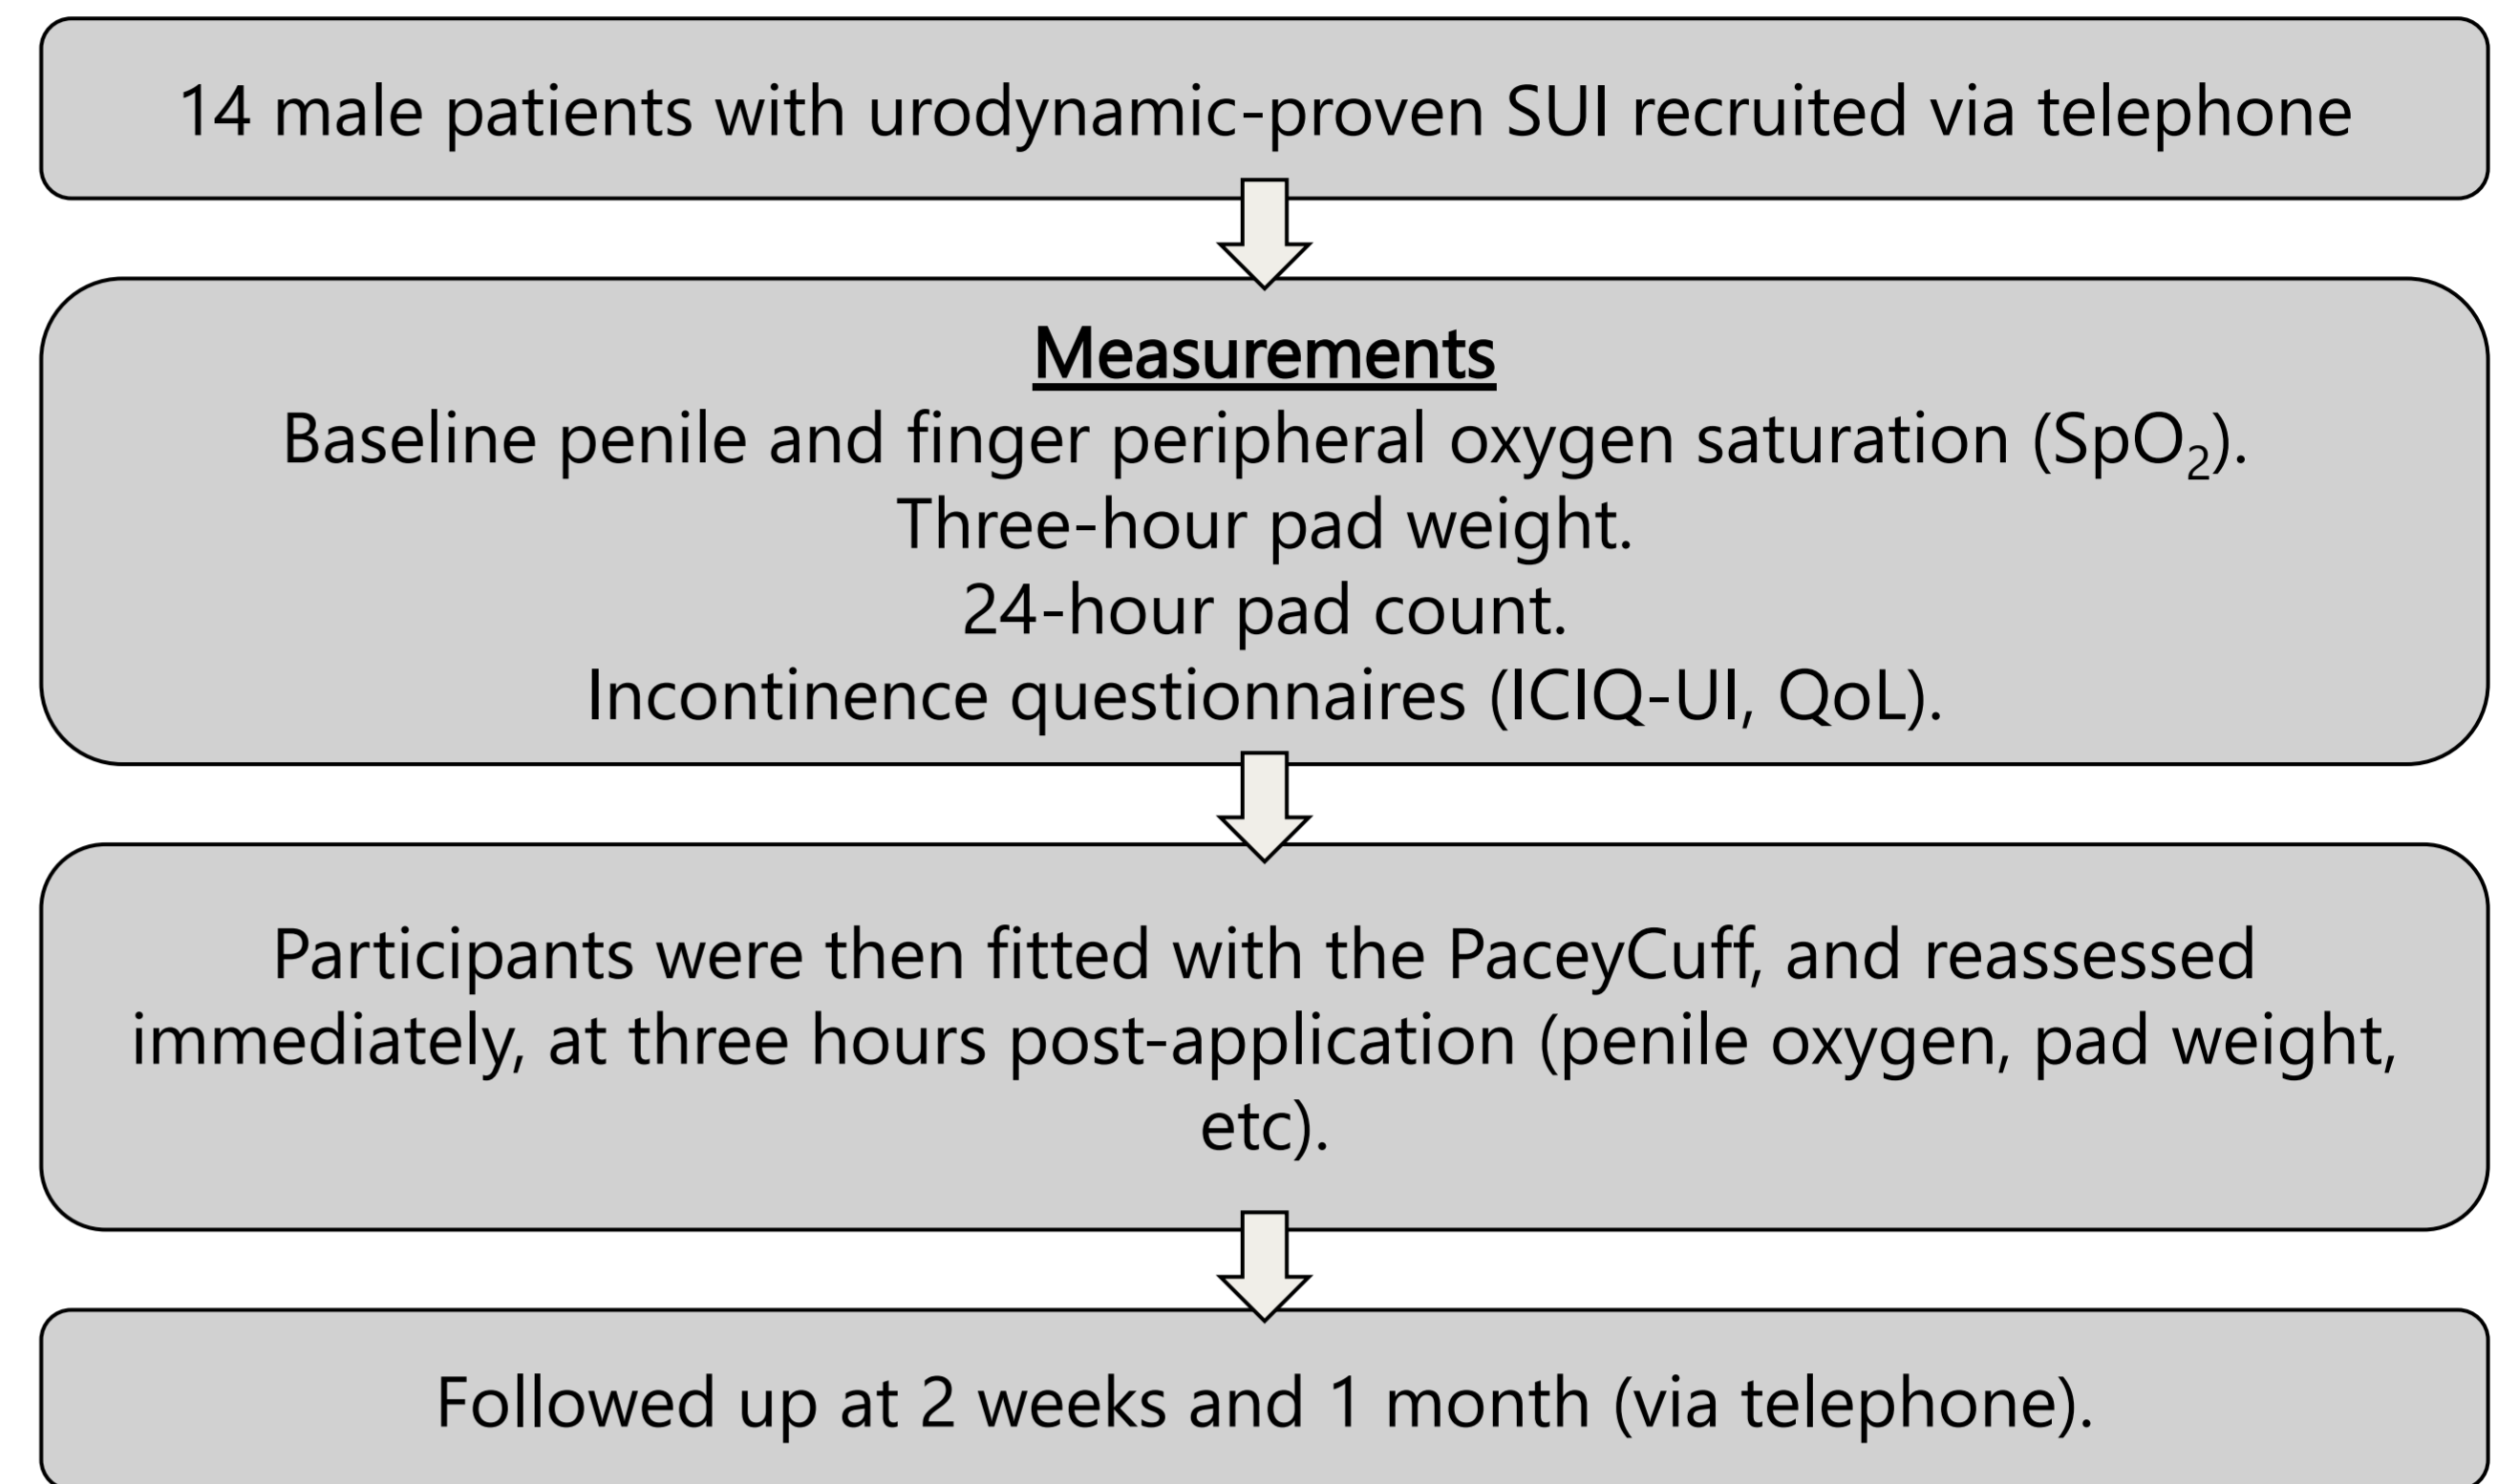 14 male patients with urodynamic-proven SUI recruited via telephone
Measurements
Baseline penile and finger peripheral oxygen saturation (SpO₂).
Three-hour pad weight.
24-hour pad count.
Incontinence questionnaires (ICIQ-UI, QoL).
Participants were then fitted with the PaceyCuff, and reassessed
immediately, at three hours post-application (penile oxygen, pad weight,
etc).
Followed up at 2 weeks and 1 month (via telephone).